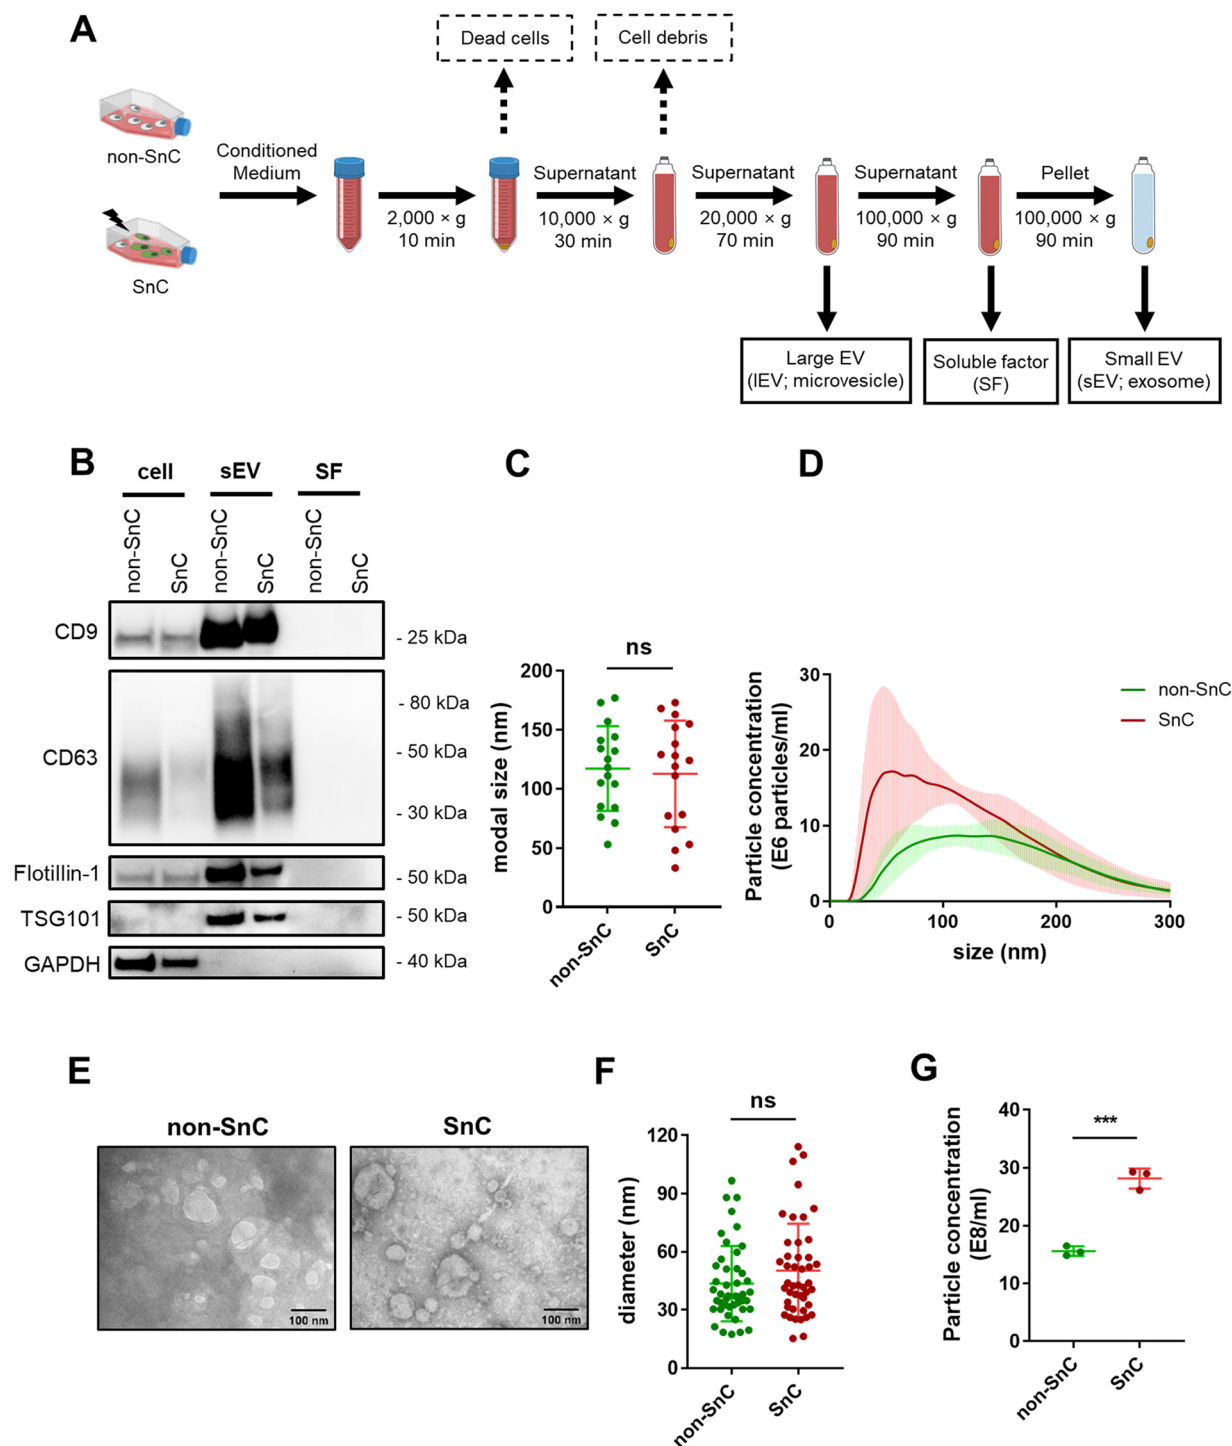 A
Dead cells
Cell debris
non-SnC
SnC
Conditioned
Medium
2,000 × g
10 min
Supernatant
10,000 × g
30 min
Supernatant
20,000 × g
70 min
Supernatant
100,000 × g
90 min
Pellet
100,000 × g
90 min
Large EV
(lEV; microvesicle)
Soluble factor
(SF)
Small EV
(sEV; exosome)
B
cell
sEV
SF
non-SnC
SnC
non-SnC
SnC
non-SnC
SnC
CD9
- 25 kDa
CD63
- 80 kDa
- 50 kDa
- 30 kDa
Flotillin-1
- 50 kDa
TSG101
- 50 kDa
GAPDH
- 40 kDa
C
ns
modal size (nm)
200
150
100
50
0
non-SnC
SnC
D
Particle concentration
(E6 particles/ml)
30
20
10
0
0
100
200
300
size (nm)
non-SnC
SnC
E
non-SnC
SnC
100 nm
100 nm
F
ns
diameter (nm)
120
90
60
30
0
non-SnC
SnC
G
***
Particle concentration
(E8/ml)
40
30
20
10
0
non-SnC
SnC